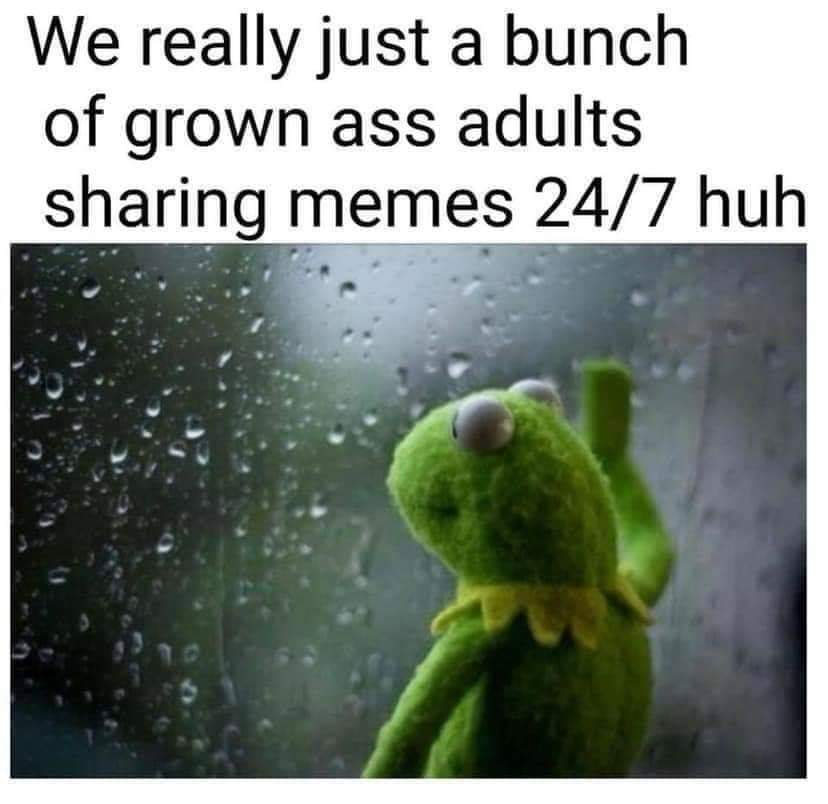 We really just a bunch
of grown ass adults
sharing memes 24/7 huh